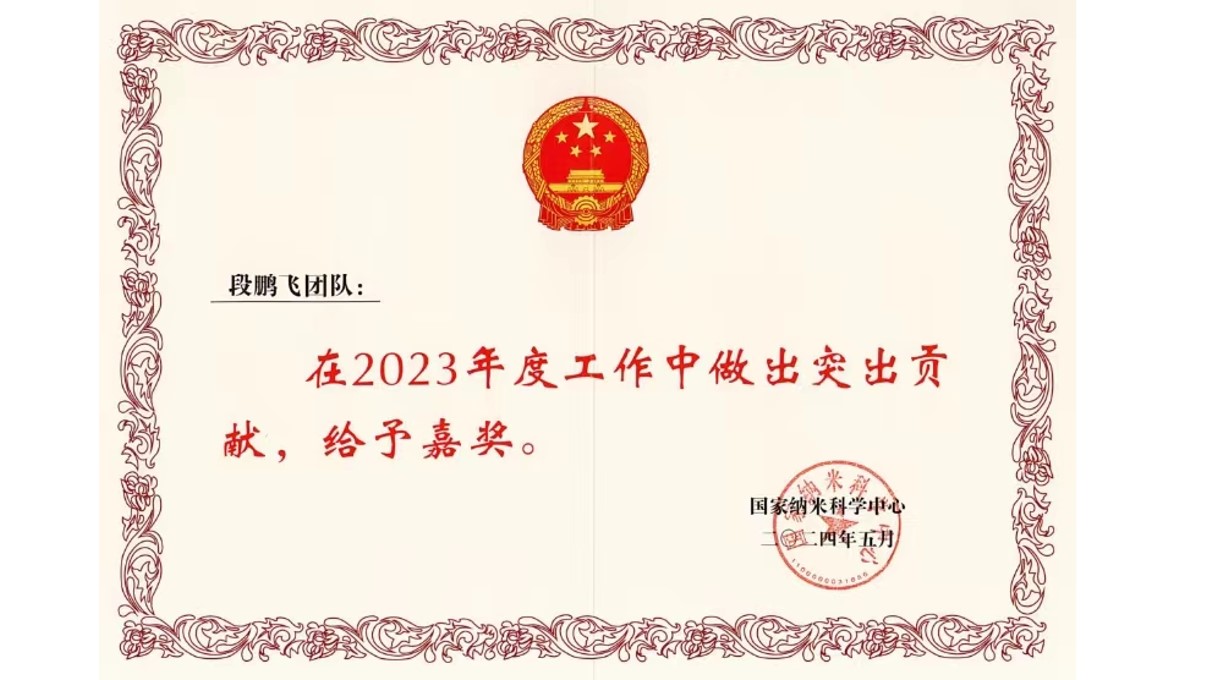 段鹏飞团队：
在2023年度工作中做出突出贡
献，给予嘉奖。
国家纳米科学中心
二〇二四年五月